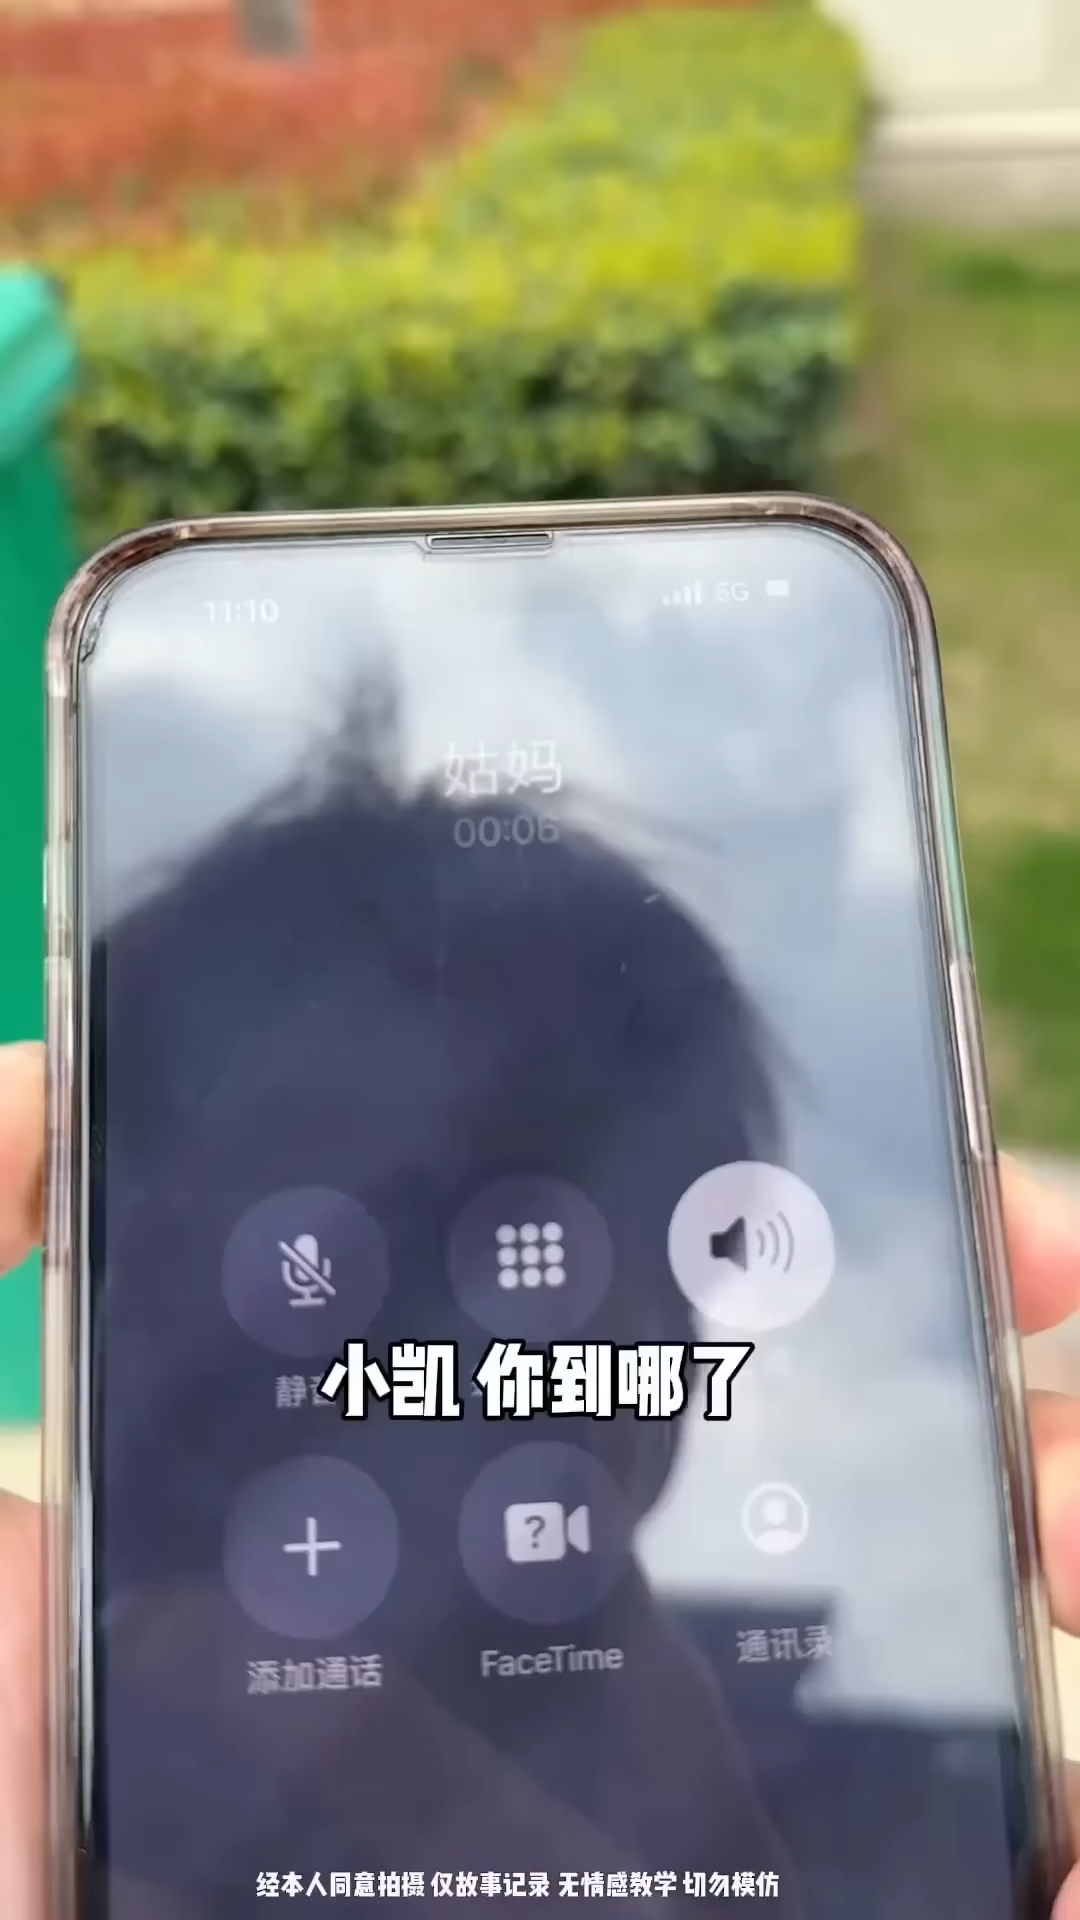 11:10
5G
姑妈
00:06
静音
小凯 你到哪了
添加通话
FaceTime
通讯录
经本人同意拍摄 仅故事记录 无情感教学 切勿模仿